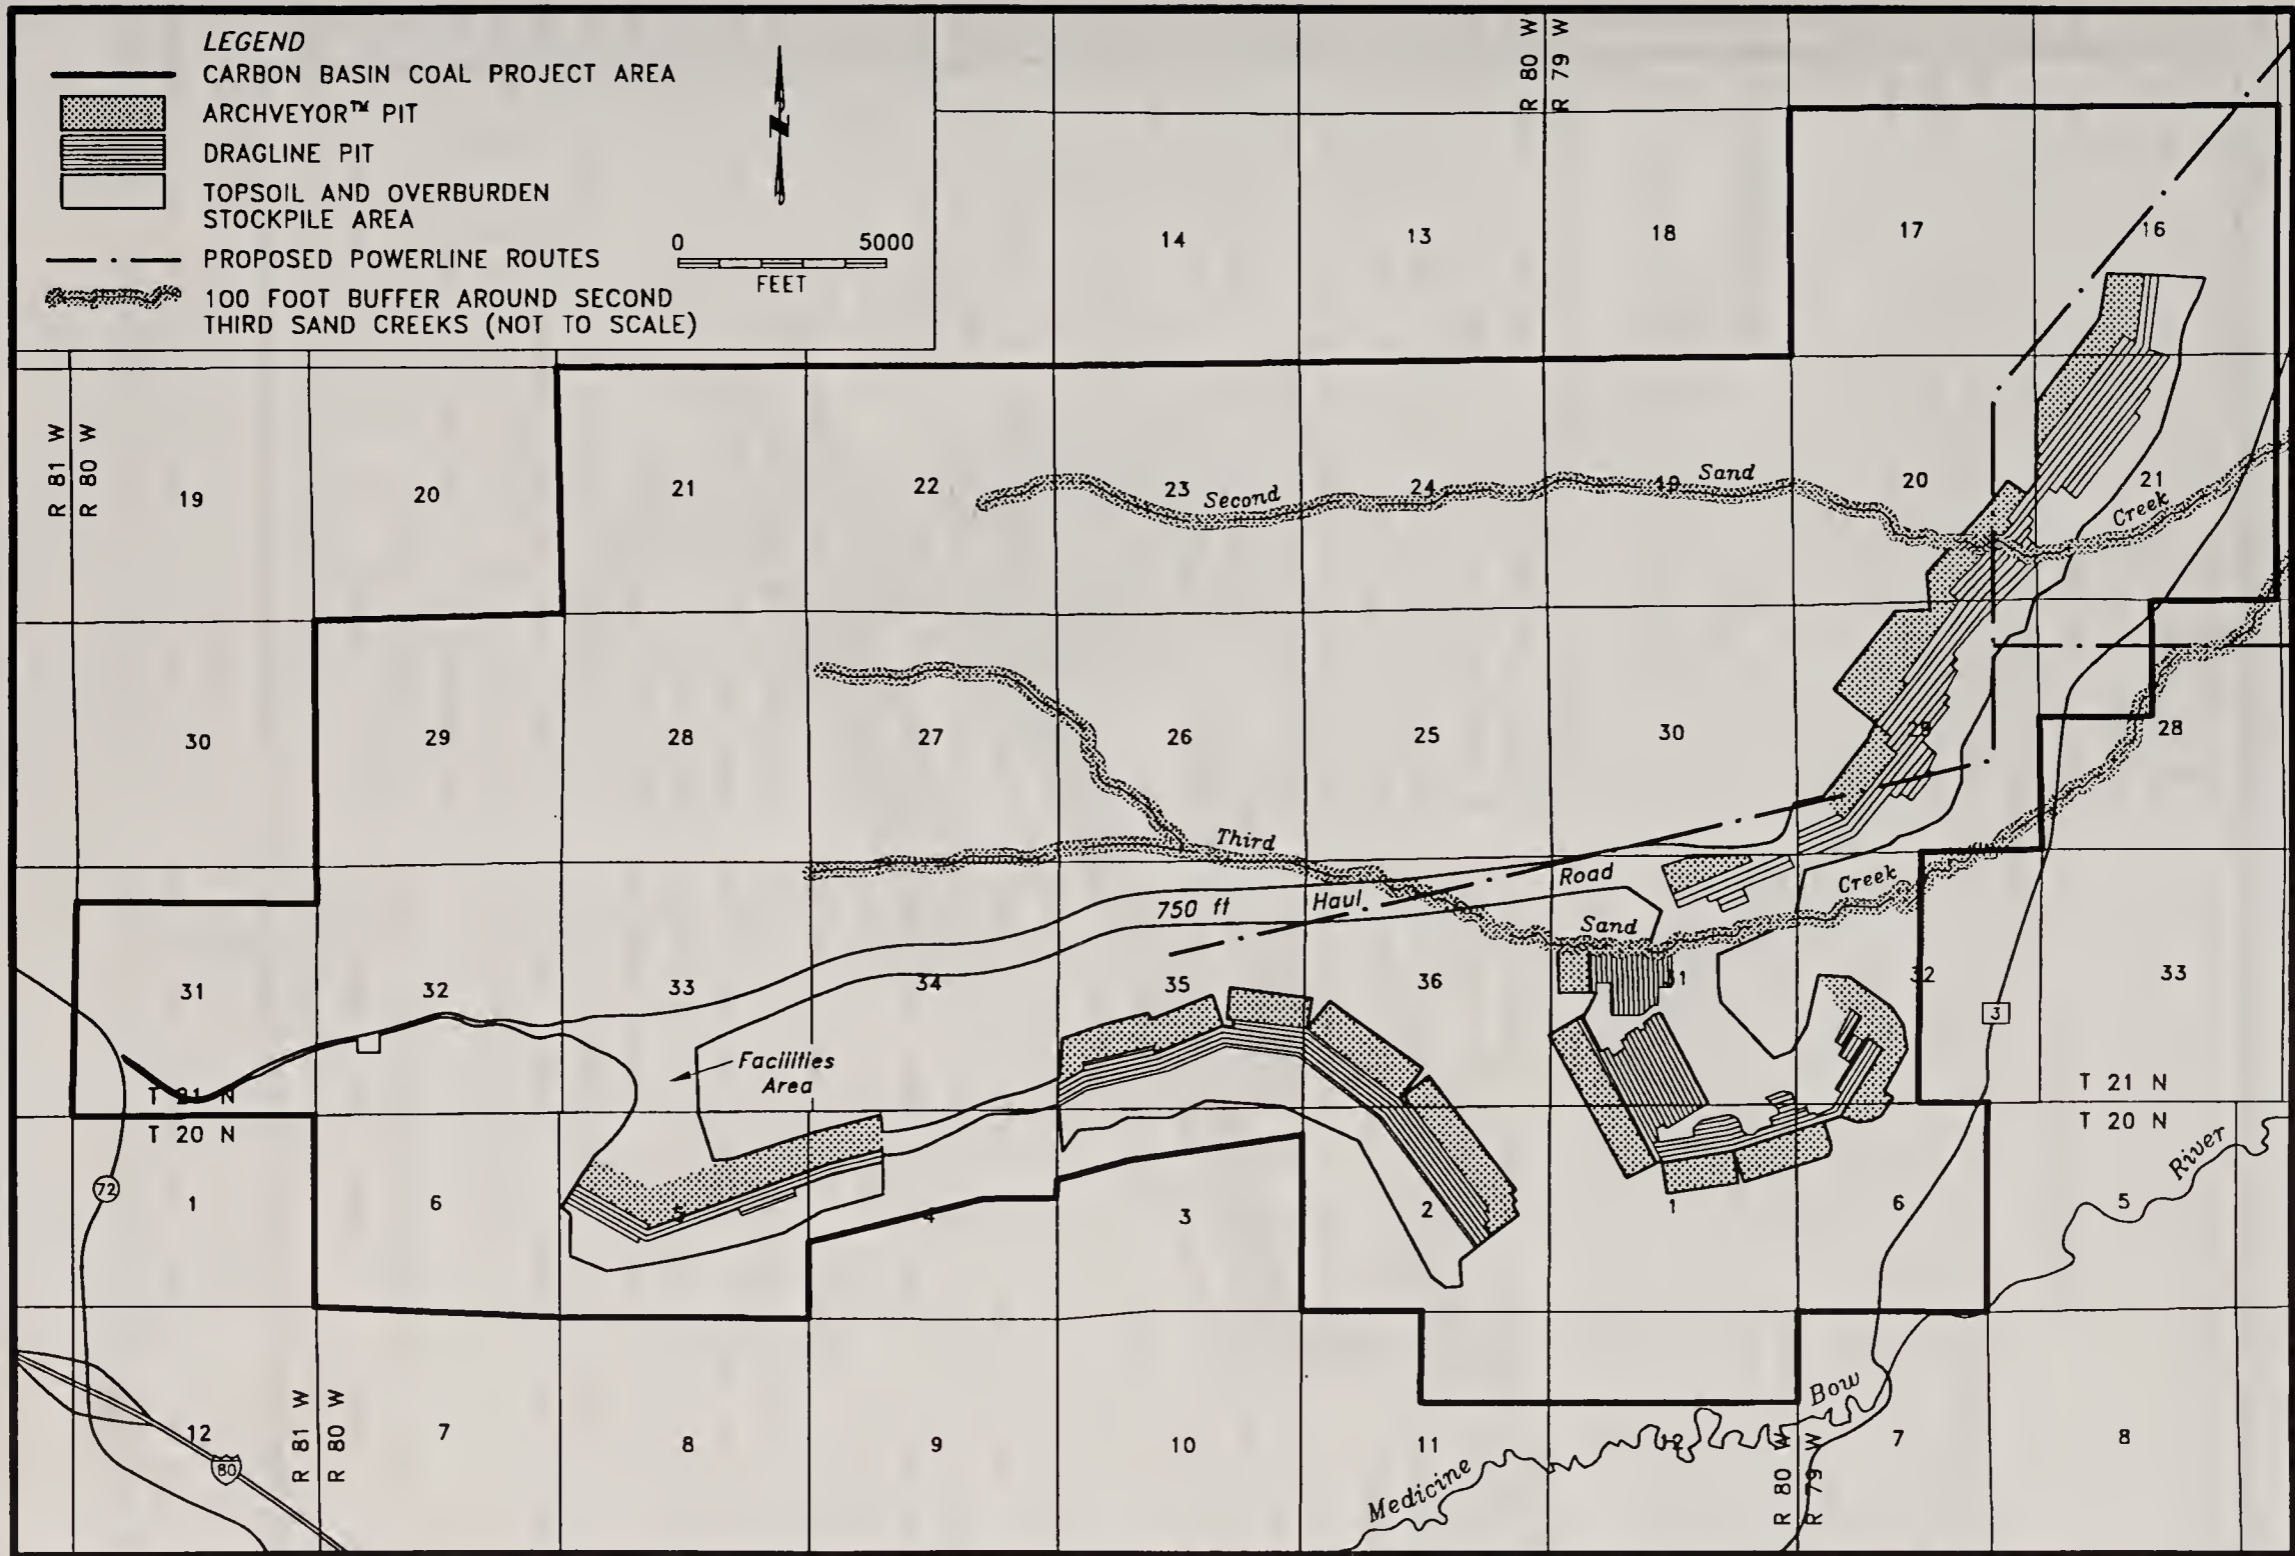 LEGEND
CARBON BASIN COAL PROJECT AREA
ARCHVEYOR™ PIT
DRAGLINE PIT
TOPSOIL AND OVERBURDEN
STOCKPILE AREA
PROPOSED POWERLINE ROUTES
100 FOOT BUFFER AROUND SECOND
THIRD SAND CREEKS (NOT TO SCALE)
N
0 5000
FEET
R 80 W
R 79 W
14 13 18 17 16
R 81 W
R 80 W
19 20 21 22 23 24 19 20 21
Second Sand Creek
30 29 28 27 26 25 30 29 28
Third Sand Creek
750 ft Haul Road
31 32 33 34 35 36 31 32 33
3
Facilities
Area
T 21 N
T 21 N
T 20 N
T 20 N
72
1 6 5 4 3 2 1 6 5
R 81 W
R 80 W
12 7 8 9 10 11 12 7 8
80
Medicine Bow River
R 80 W
R 79 W